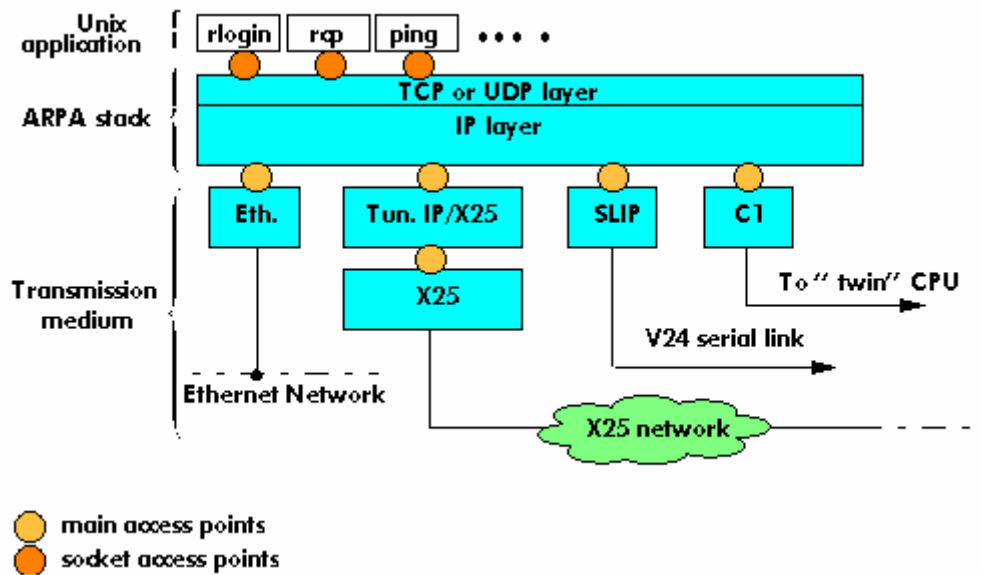 Unix
application
rlogin
rcp
ping
ARPA stack
TCP or UDP layer
IP layer
Transmission
medium
Eth.
Tun. IP/X25
SLIP
C1
X25
To “ twin” CPU
V24 serial link
Ethernet Network
X25 network
main access points
socket access points